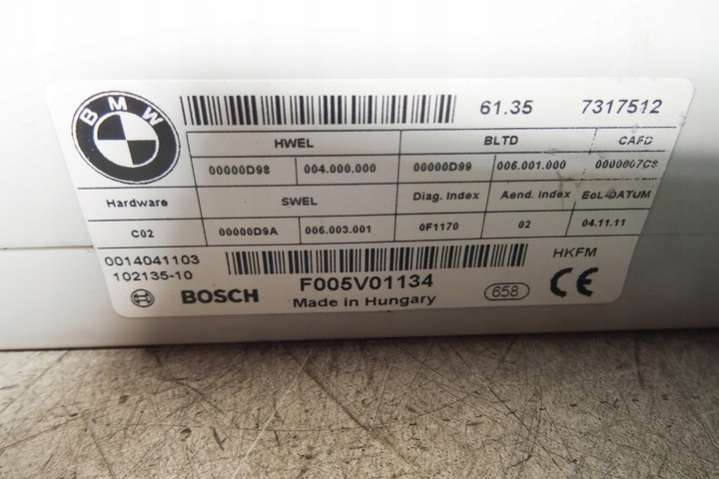 BMW
61.35 7317512
HWEL BLTD CAFD
00000D98 004.000.000 00000D99 006.001.000 0000007C9
Hardware SWEL Diag. Index Aend. Index EoL-DATUM
C02 00000D9A 006.003.001 0F1170 02 04.11.11
0014041103 HKFM
102135-10 F005V01134
BOSCH Made in Hungary 658 CE